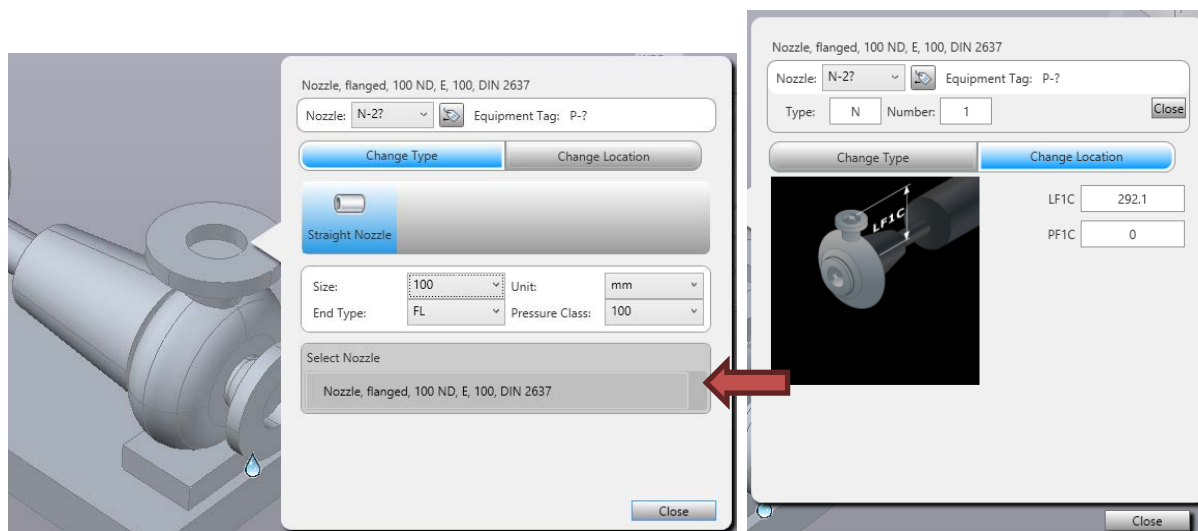 Nozzle, flanged, 100 ND, E, 100, DIN 2637
Nozzle: N-2? Equipment Tag: P-?
Change Type Change Location
Straight Nozzle
Size: 100 Unit: mm
End Type: FL Pressure Class: 100
Select Nozzle
Nozzle, flanged, 100 ND, E, 100, DIN 2637
Close
Nozzle, flanged, 100 ND, E, 100, DIN 2637
Nozzle: N-2? Equipment Tag: P-?
Type: N Number: 1 Close
Change Type Change Location
LF1C
LF1C 292.1
PF1C 0
Close